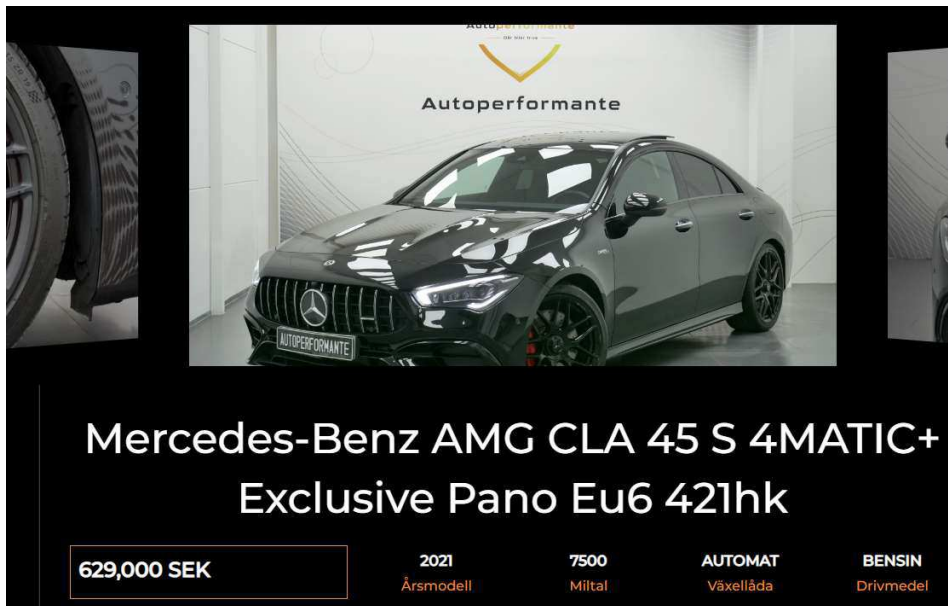 Autoperformante
Autoperformante
AUTOPERFORMANTE
Mercedes-Benz AMG CLA 45 S 4MATIC+
Exclusive Pano Eu6 421hk
629,000 SEK
2021
7500
AUTOMAT
BENSIN
Årsmodell
Miltal
Växellåda
Drivmedel